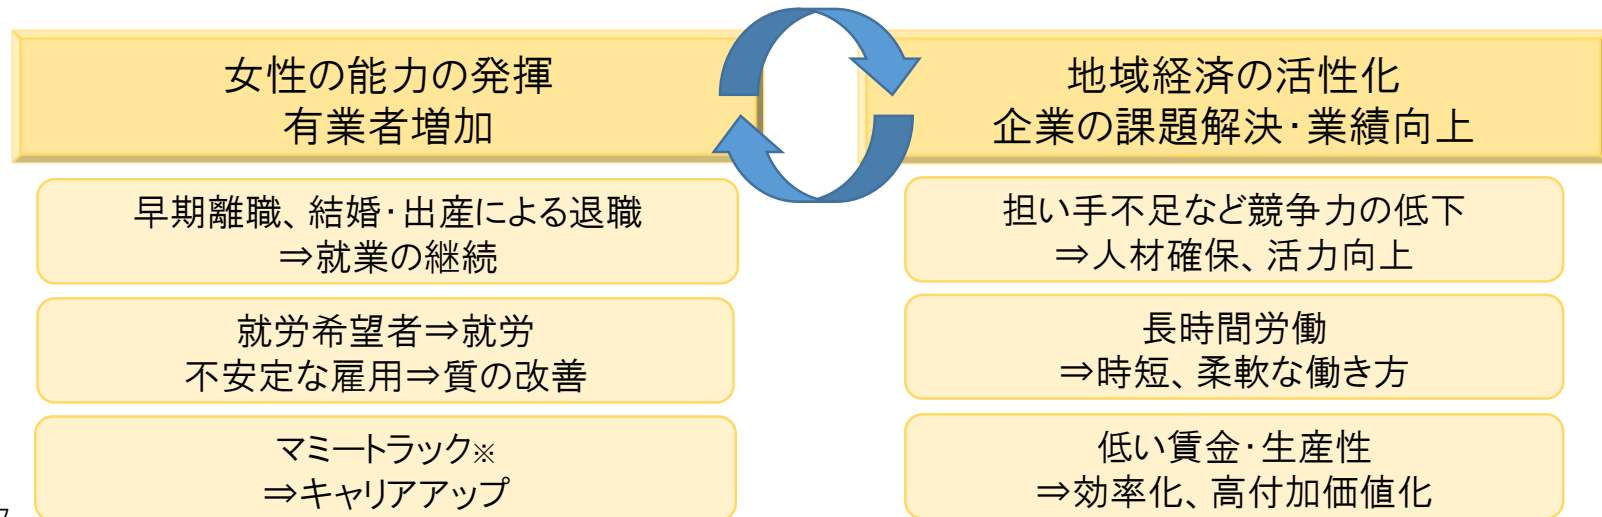 女性の能力の発揮
有業者増加
早期離職、結婚・出産による退職
⇒就業の継続
就労希望者⇒就労
不安定な雇用⇒質の改善
マミートラック※
⇒キャリアアップ
地域経済の活性化
企業の課題解決・業績向上
担い手不足など競争力の低下
⇒人材確保、活力向上
長時間労働
⇒時短、柔軟な働き方
低い賃金・生産性
⇒効率化、高付加価値化